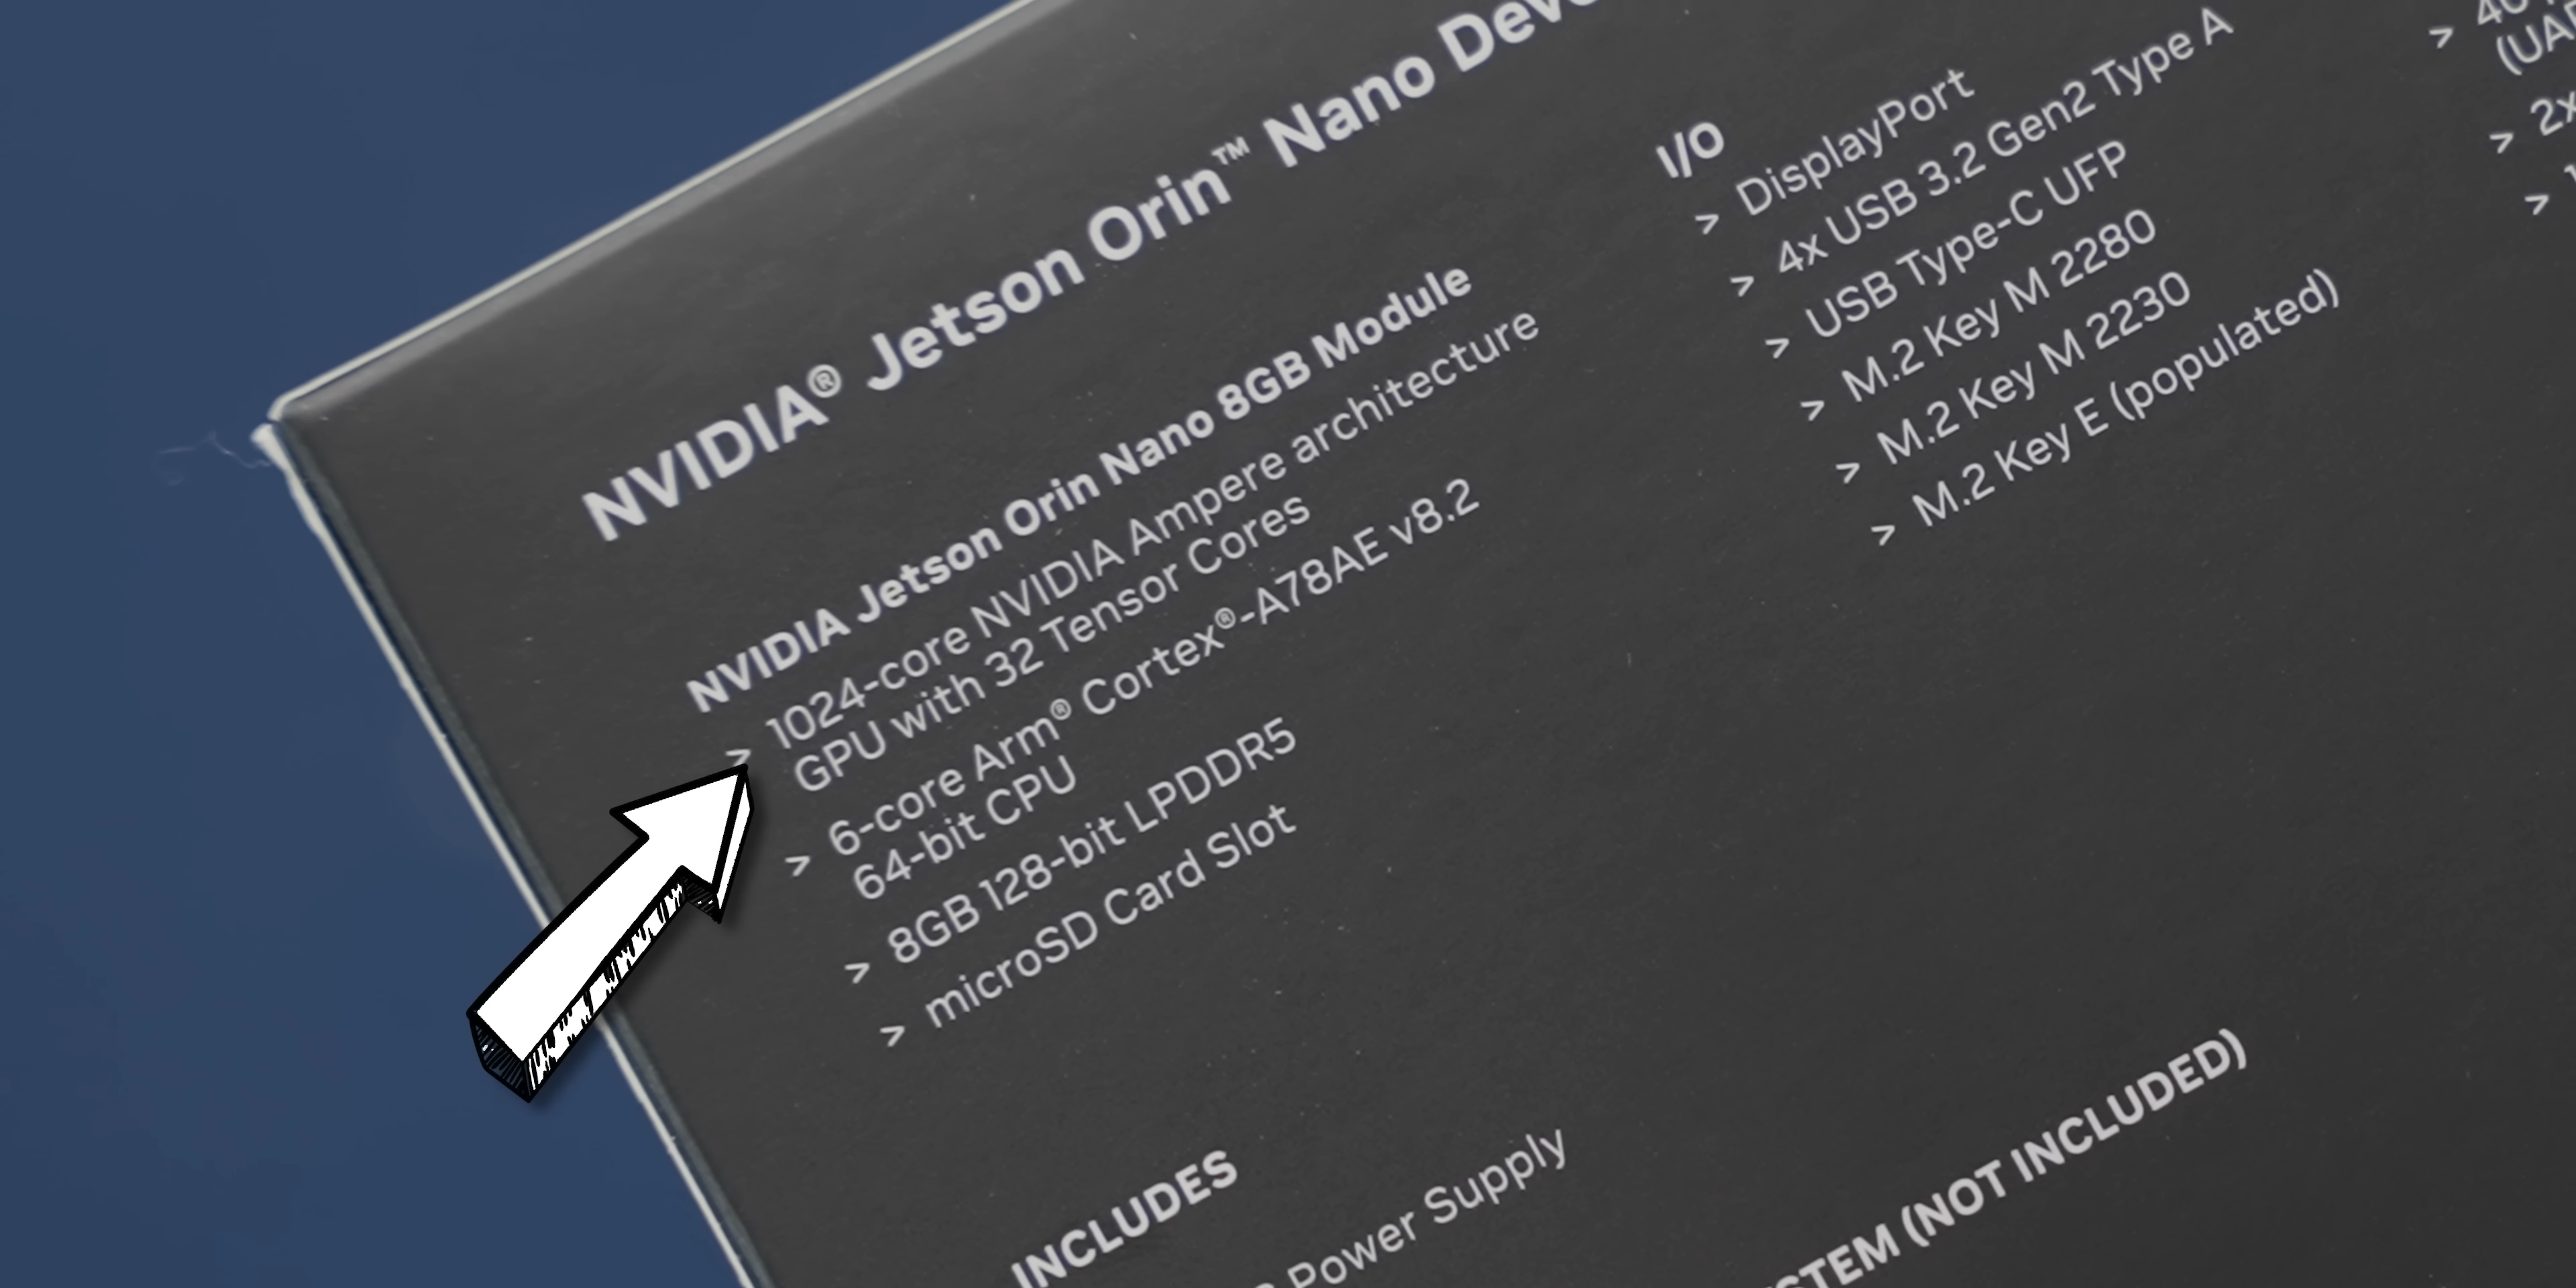 NVIDIA® Jetson Orin™ Nano
NVIDIA Jetson Orin Nano 8GB Module
> 1024-core NVIDIA Ampere architecture
GPU with 32 Tensor Cores
> 6-core Arm® Cortex®-A78AE v8.2
64-bit CPU
> 8GB 128-bit LPDDR5
> microSD Card Slot
I/O
> DisplayPort
> 4x USB 3.2 Gen2 Type A
> USB Type-C UFP
> M.2 Key M 2280
> M.2 Key M 2230
> M.2 Key E (populated)
>
>
>
INCLUDES
Power Supply
(NOT INCLUDED)